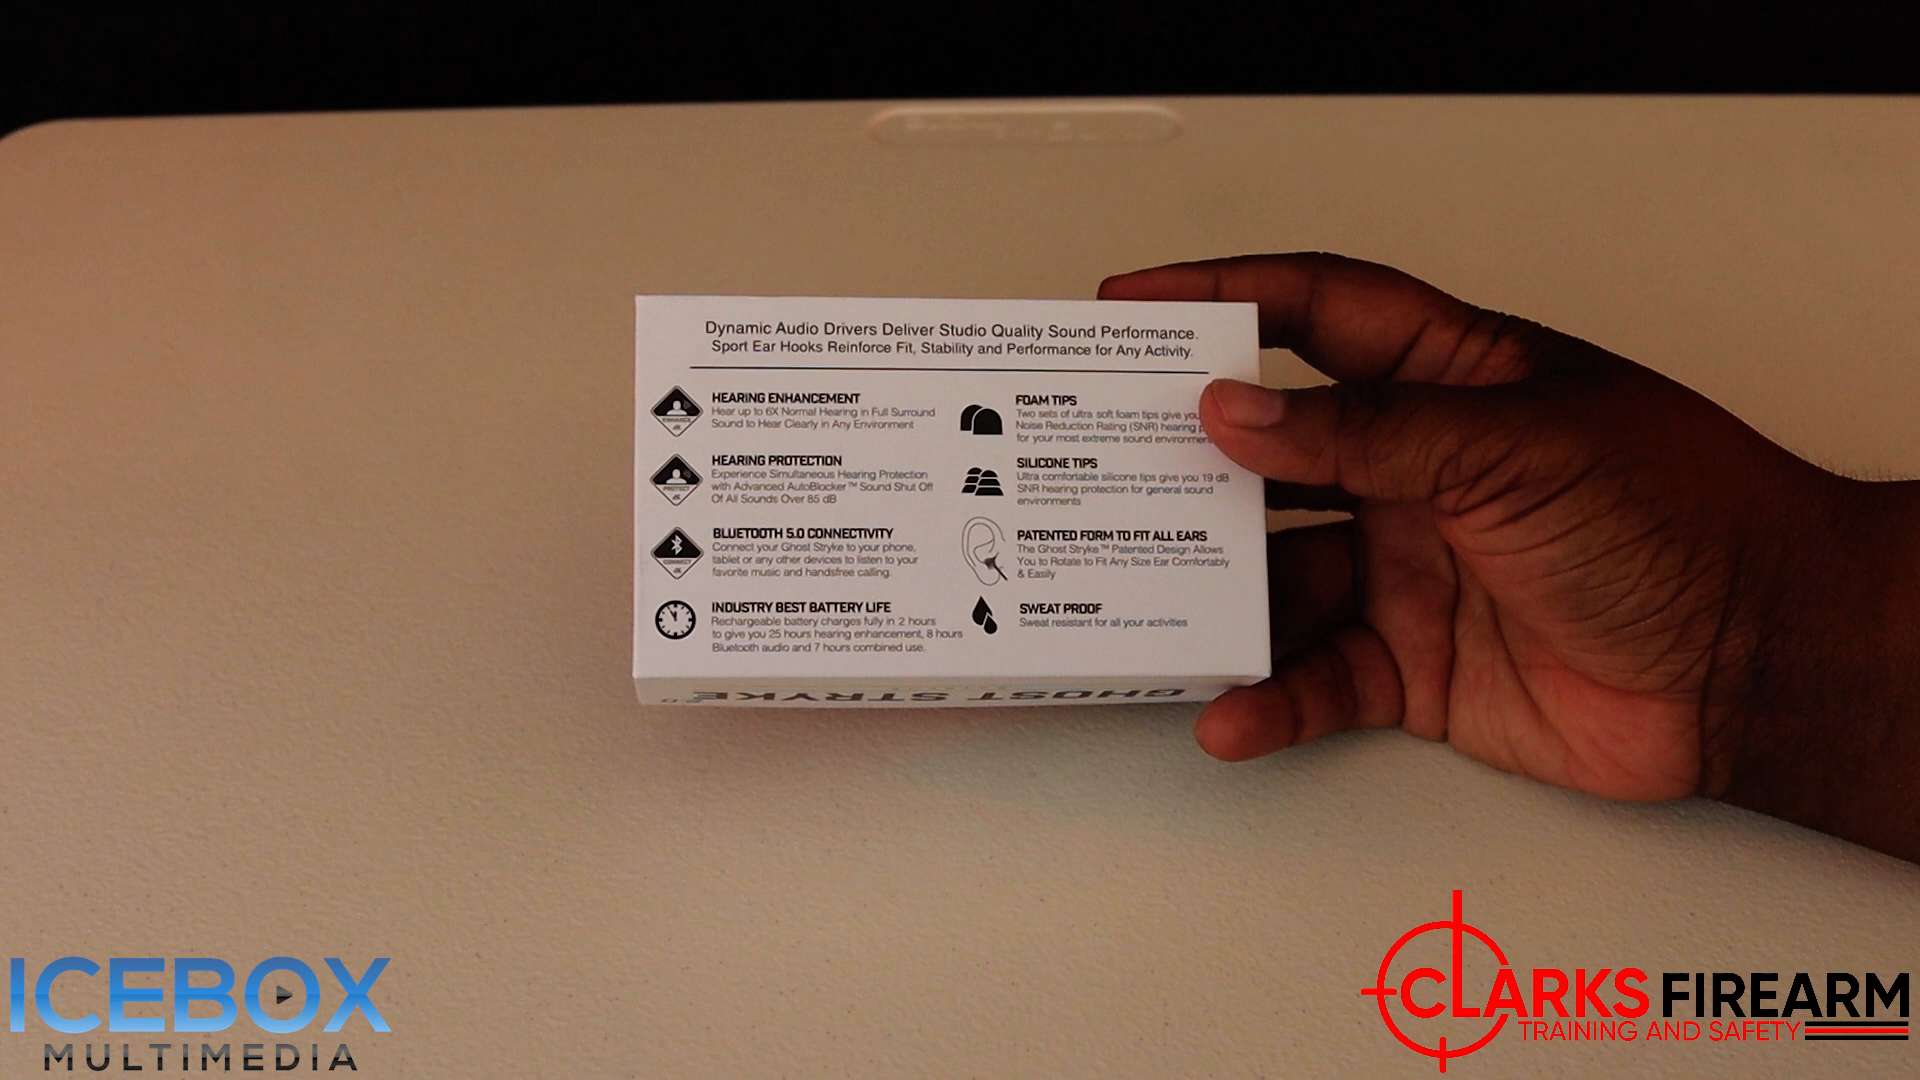 Dynamic Audio Drivers Deliver Studio Quality Sound Performance.
Sport Ear Hooks Reinforce Fit, Stability and Performance for Any Activity.
HEARING ENHANCEMENT
Hear up to 6X Normal Hearing in Full Surround
Sound to Hear Clearly in Any Environment
ENHANCE
HEARING PROTECTION
Experience Simultaneous Hearing Protection
with Advanced AutoBlocker™ Sound Shut Off
Of All Sounds Over 85 dB
PROTECT
BLUETOOTH 5.0 CONNECTIVITY
Connect your Ghost Stryke to your phone,
tablet or any other devices to listen to your
favorite music and handsfree calling.
CONNECT
INDUSTRY BEST BATTERY LIFE
Rechargeable battery charges fully in 2 hours
to give you 25 hours hearing enhancement, 8 hours
Bluetooth audio and 7 hours combined use.
FOAM TIPS
Two sets of ultra soft foam tips give you
Noise Reduction Rating (SNR) hearing
for your most extreme sound
SILICONE TIPS
Ultra comfortable silicone tips give you 19 dB
SNR hearing protection for general sound
environments
PATENTED FORM TO FIT ALL EARS
The Ghost Stryke™ Patented Design Allows
You to Rotate to Fit Any Size Ear Comfortably
& Easily
SWEAT PROOF
Sweat resistant for all your activities
GHOST STRYKE
ICEBOX
MULTIMEDIA
CLARKS FIREARM
TRAINING AND SAFETY